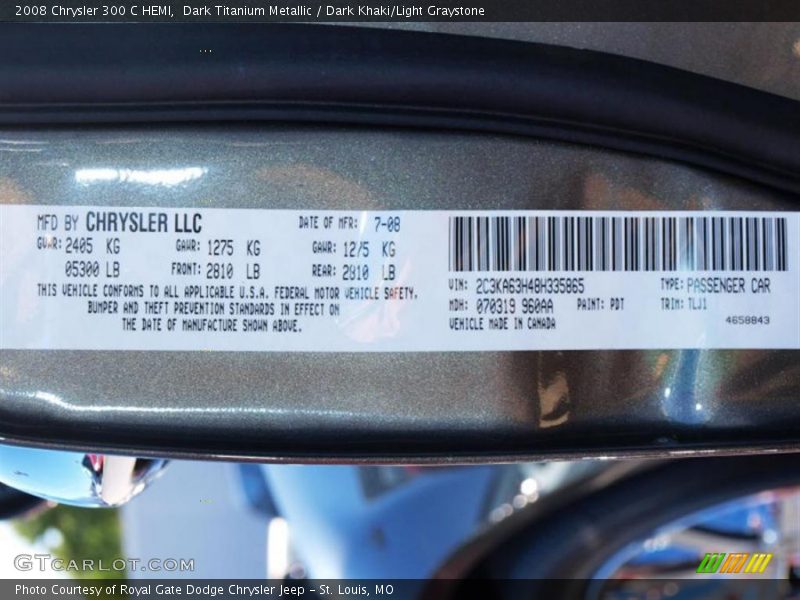 2008 Chrysler 300 C HEMI,  Dark Titanium Metallic / Dark Khaki/Light Graystone
MFD BY CHRYSLER LLC DATE OF MFR: 7-08
GVWR: 2405 KG GAWR: 1275 KG GAWR: 1275 KG
05300 LB FRONT: 2810 LB REAR: 2810 LB
THIS VEHICLE CONFORMS TO ALL APPLICABLE U.S.A. FEDERAL MOTOR VEHICLE SAFETY,
BUMPER AND THEFT PREVENTION STANDARDS IN EFFECT ON
THE DATE OF MANUFACTURE SHOWN ABOVE.
VIN: 2C3KA63H48H335865 TYPE: PASSENGER CAR
MDH: 070319 960AA PAINT: PDT TRIM: TLJ1
VEHICLE MADE IN CANADA 4658843
GTCARLOT.COM
Photo Courtesy of Royal Gate Dodge Chrysler Jeep - St. Louis, MO